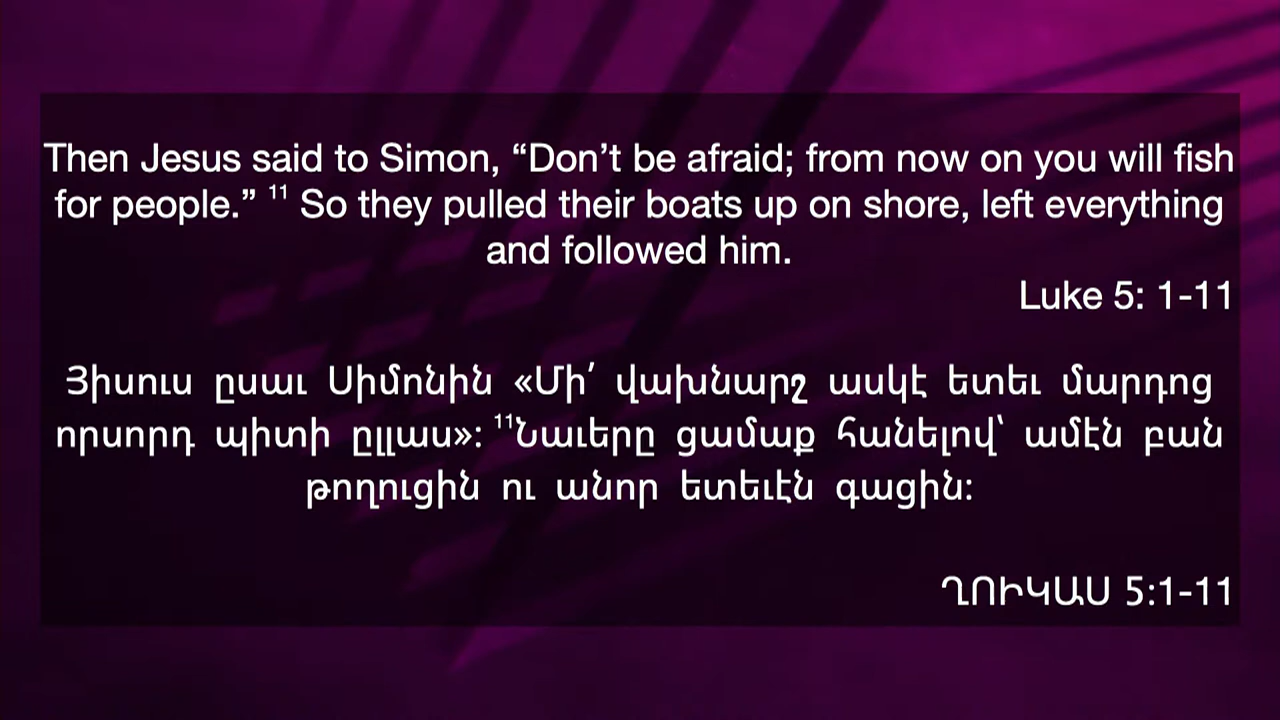 Then Jesus said to Simon, “Don’t be afraid; from now on you will fish
for people.” ¹¹ So they pulled their boats up on shore, left everything
and followed him.
Luke 5: 1-11
Յիսուս ըսաւ Սիմոնին «Մի՛ վախնարշ ասկէ ետեւ մարդոց
որսորդ պիտի ըլլաս»: ¹¹Նաւերը ցամաք հանելով՝ ամէն բան
թողուցին ու անոր ետեւէն գացին:
ՂՈՒԿԱՍ 5:1-11